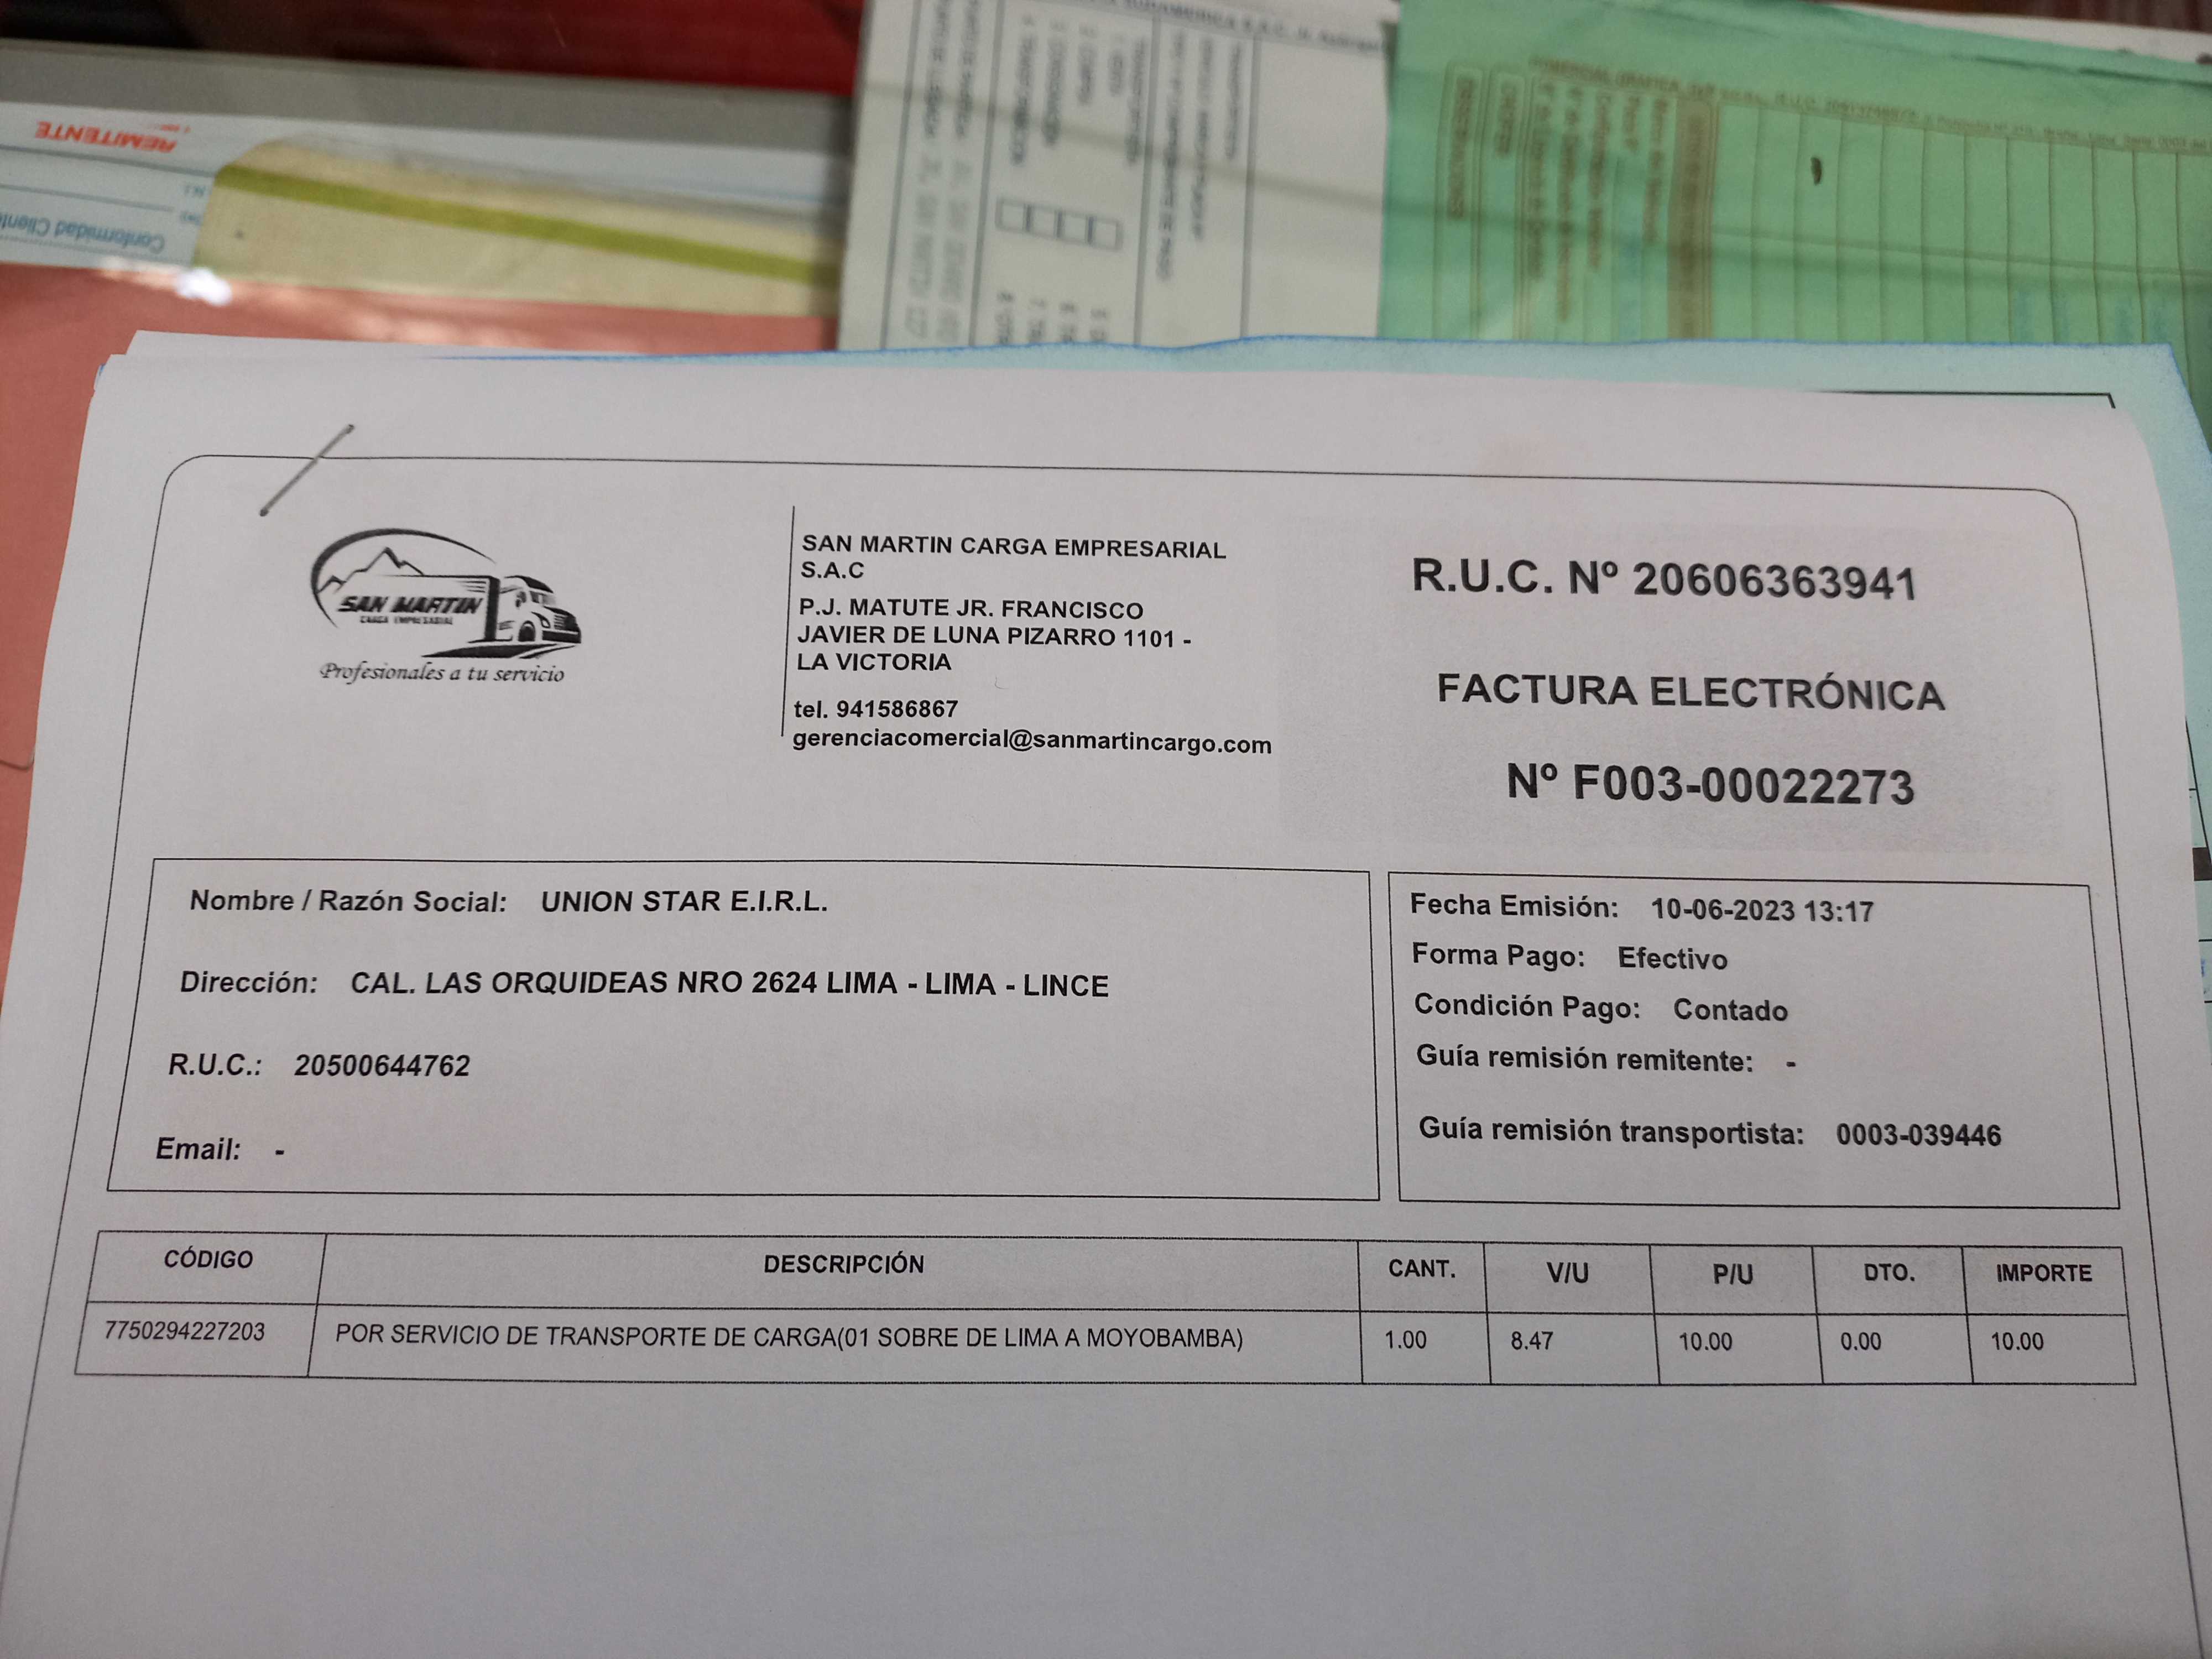 REMITENTE
Conformidad Cliente
SAN MARTIN
CARGA EMPRESARIAL
Profesionales a tu servicio
SAN MARTIN CARGA EMPRESARIAL
S.A.C
P.J. MATUTE JR. FRANCISCO
JAVIER DE LUNA PIZARRO 1101 -
LA VICTORIA
tel. 941586867
gerenciacomercial@sanmartincargo.com
R.U.C. Nº 20606363941
FACTURA ELECTRÓNICA
Nº F003-00022273
Nombre / Razón Social: UNION STAR E.I.R.L.
Dirección: CAL. LAS ORQUIDEAS NRO 2624 LIMA - LIMA - LINCE
R.U.C.: 20500644762
Email: -
Fecha Emisión: 10-06-2023 13:17
Forma Pago: Efectivo
Condición Pago: Contado
Guía remisión remitente: -
Guía remisión transportista: 0003-039446
CÓDIGO DESCRIPCIÓN CANT. V/U P/U DTO. IMPORTE
7750294227203 POR SERVICIO DE TRANSPORTE DE CARGA(01 SOBRE DE LIMA A MOYOBAMBA) 1.00 8.47 10.00 0.00 10.00